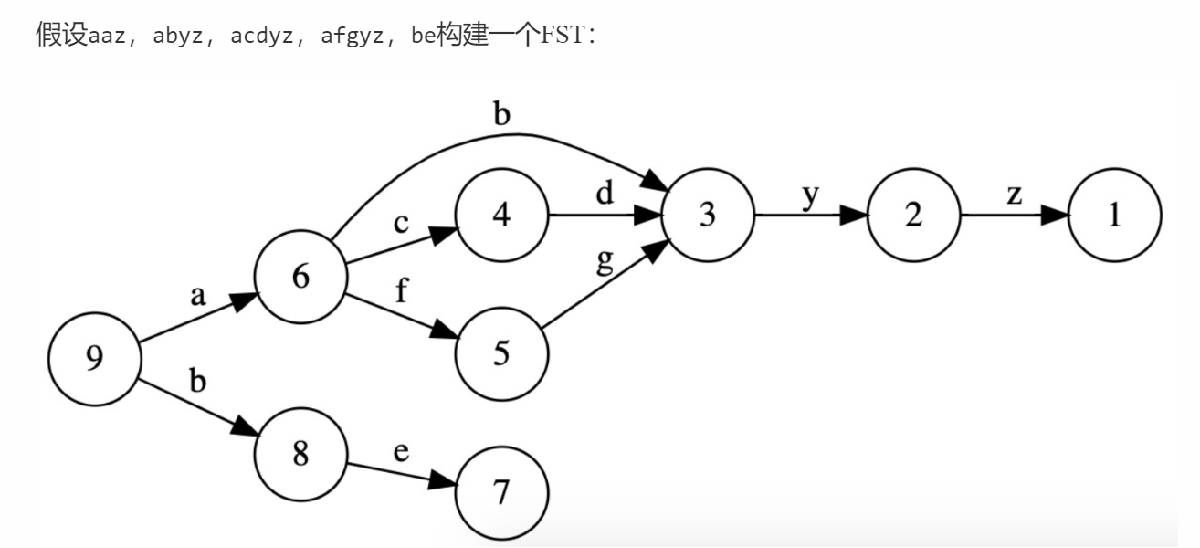 假设aaz, abyz, acdyz, afgyz, be构建一个FST:
b
c
4
d
3
y
2
z
1
6
g
a
f
9
5
b
8
e
7